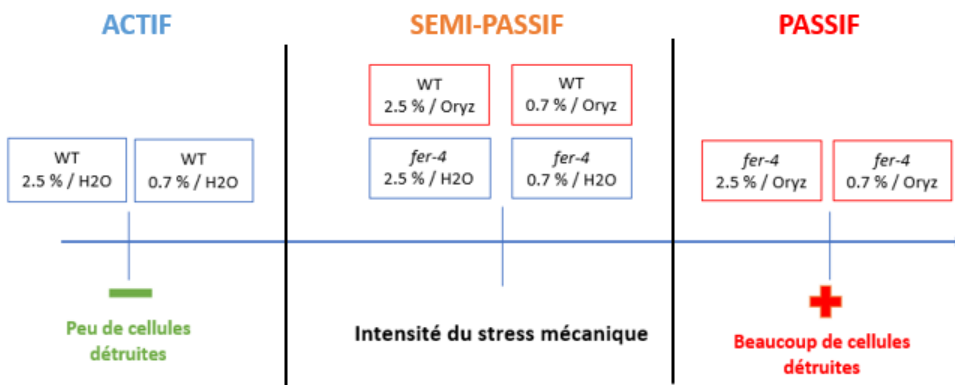 ACTIF
SEMI-PASSIF
PASSIF
WT
2.5 % / Oryz
WT
0.7 % / Oryz
WT
2.5 % / H2O
WT
0.7 % / H2O
fer-4
2.5 % / H2O
fer-4
0.7 % / H2O
fer-4
2.5 % / Oryz
fer-4
0.7 % / Oryz
Peu de cellules
détruites
Intensité du stress mécanique
Beaucoup de cellules
détruites